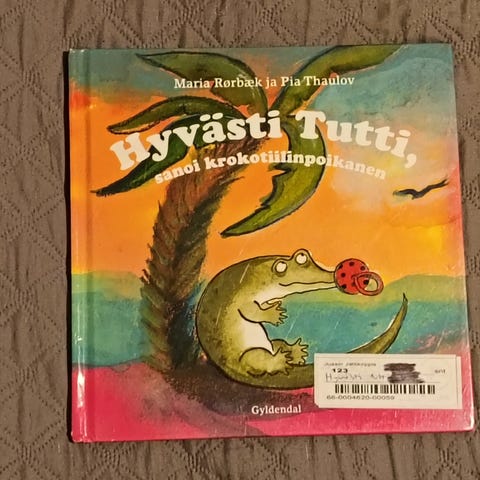 Maria Rørbæk ja Pia Thaulov
Hyvästi Tutti,
sanoi krokotiilinpoikanen
123
66-0004620-00059
Gyldendal